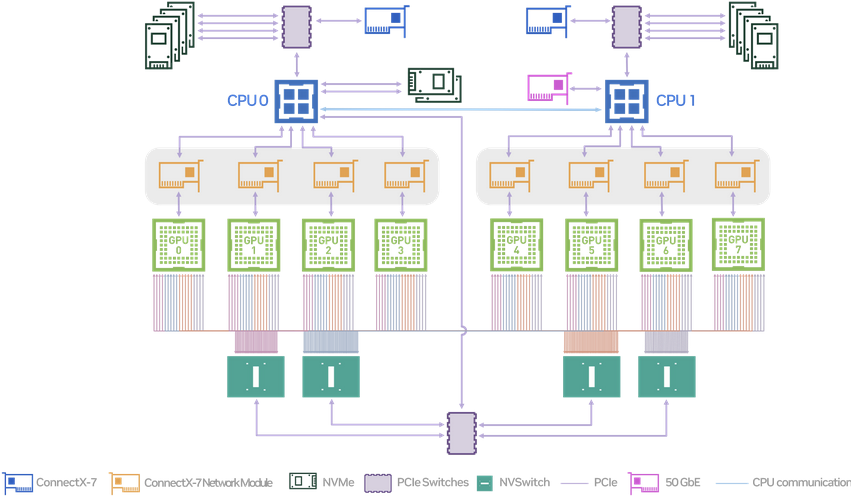 CPU 0
CPU 1
GPU
0
GPU
1
GPU
2
GPU
3
GPU
4
GPU
5
GPU
6
GPU
7
ConnectX-7
ConnectX-7 Network Module
NVMe
PCIe Switches
NVSwitch
PCIe
50 GbE
CPU communication